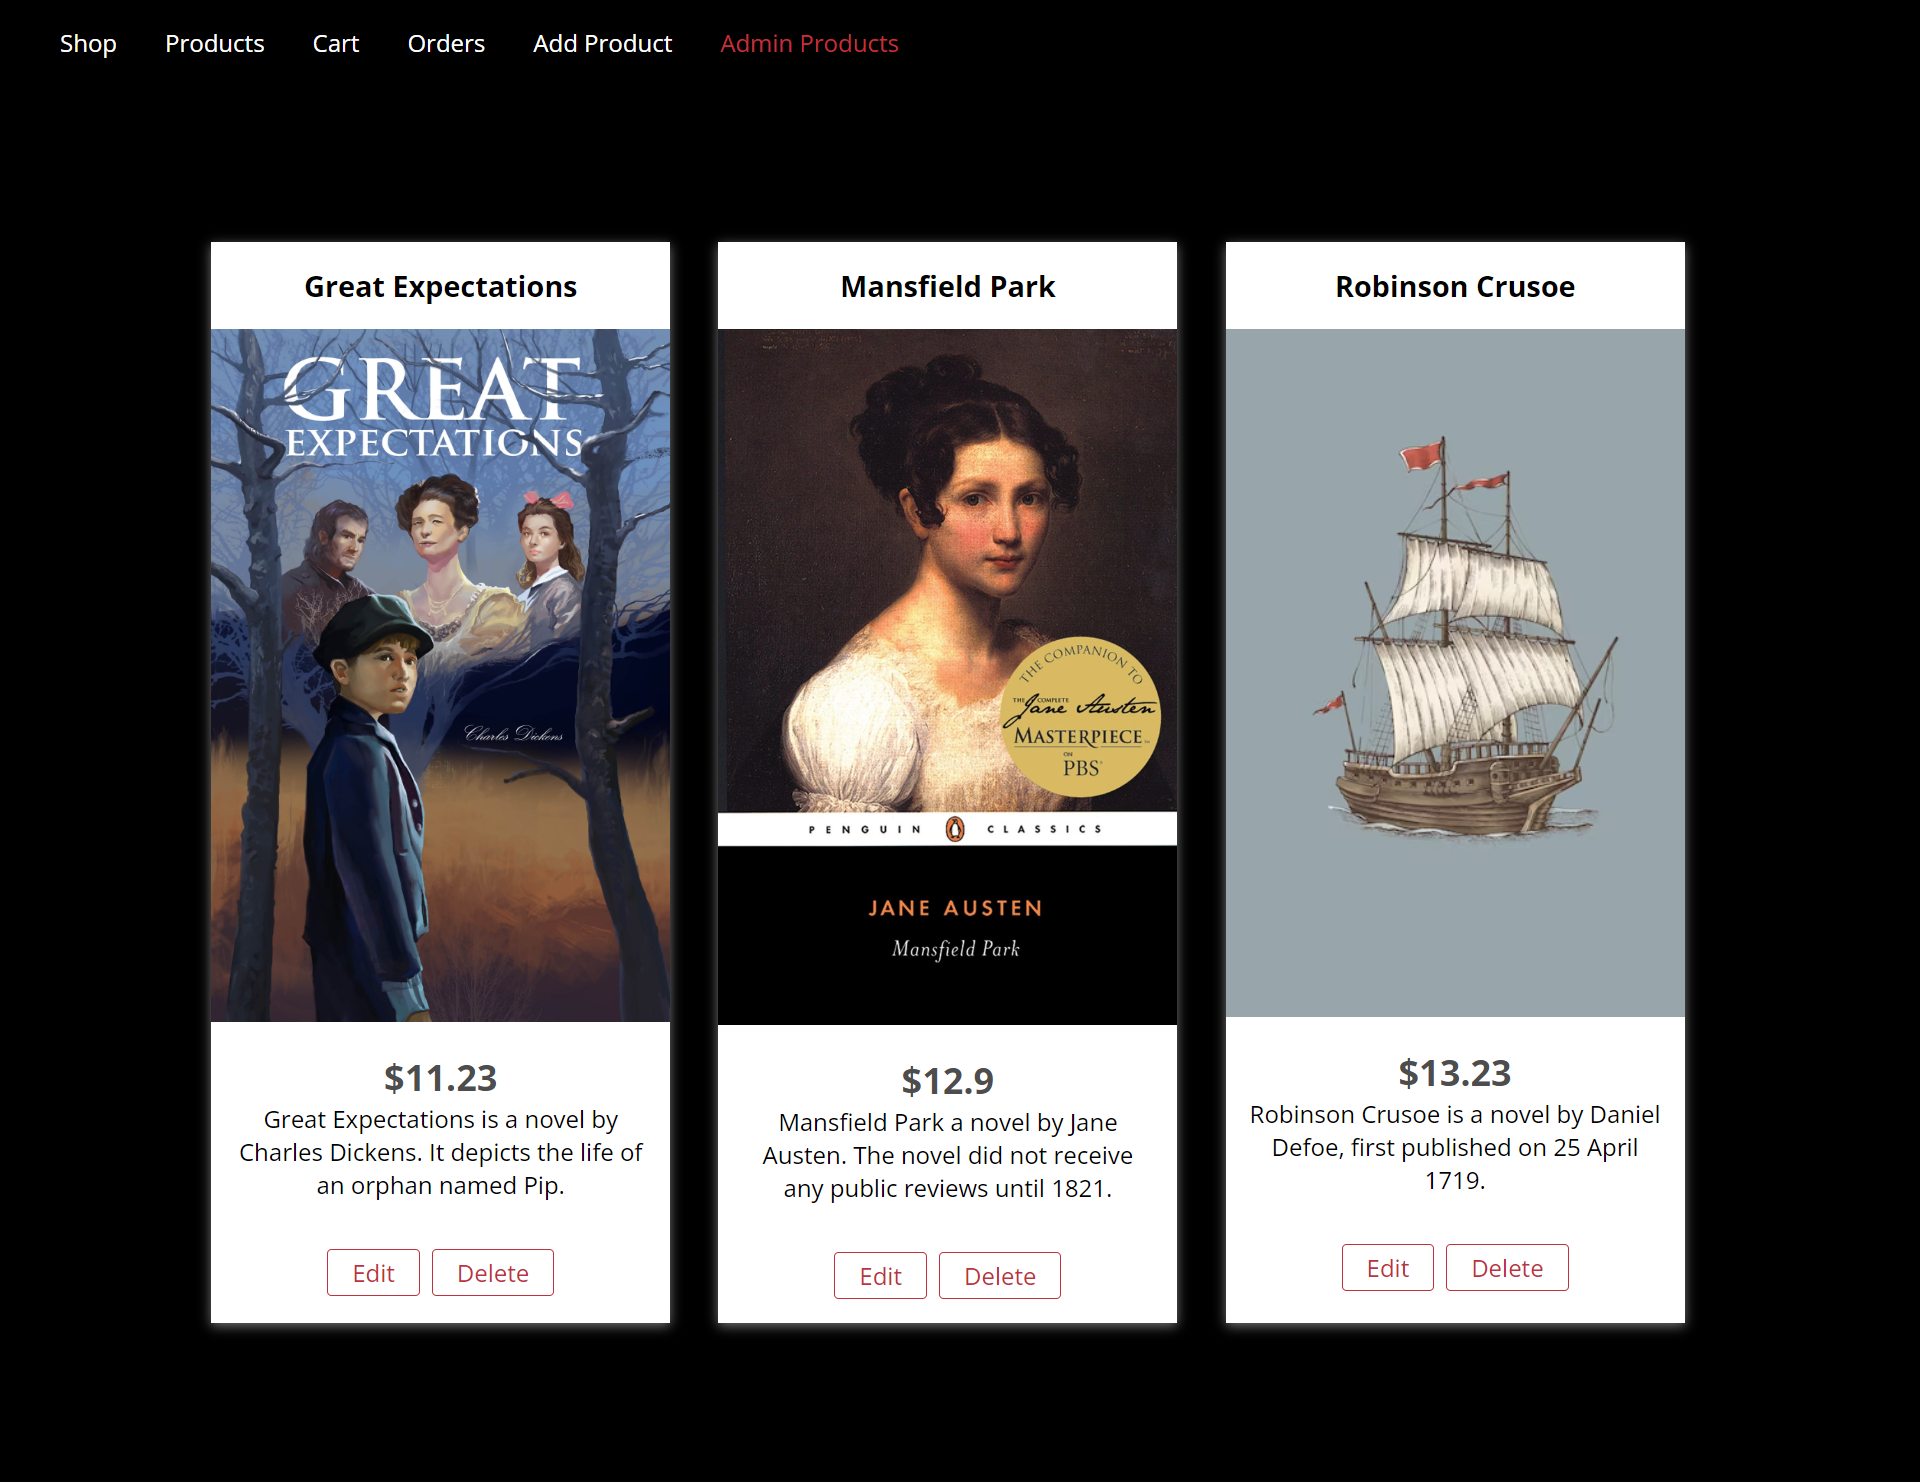 Shop Products Cart Orders Add Product Admin Products
Great Expectations
GREAT
EXPECTATIONS
Charles Dickens
$11.23
Great Expectations is a novel by
Charles Dickens. It depicts the life of
an orphan named Pip.
Edit Delete
Mansfield Park
THE COMPANION TO
THE COMPLETE
Jane Austen
MASTERPIECE
ON
PBS
PENGUIN CLASSICS
JANE AUSTEN
Mansfield Park
$12.9
Mansfield Park a novel by Jane
Austen. The novel did not receive
any public reviews until 1821.
Edit Delete
Robinson Crusoe
$13.23
Robinson Crusoe is a novel by Daniel
Defoe, first published on 25 April
1719.
Edit Delete